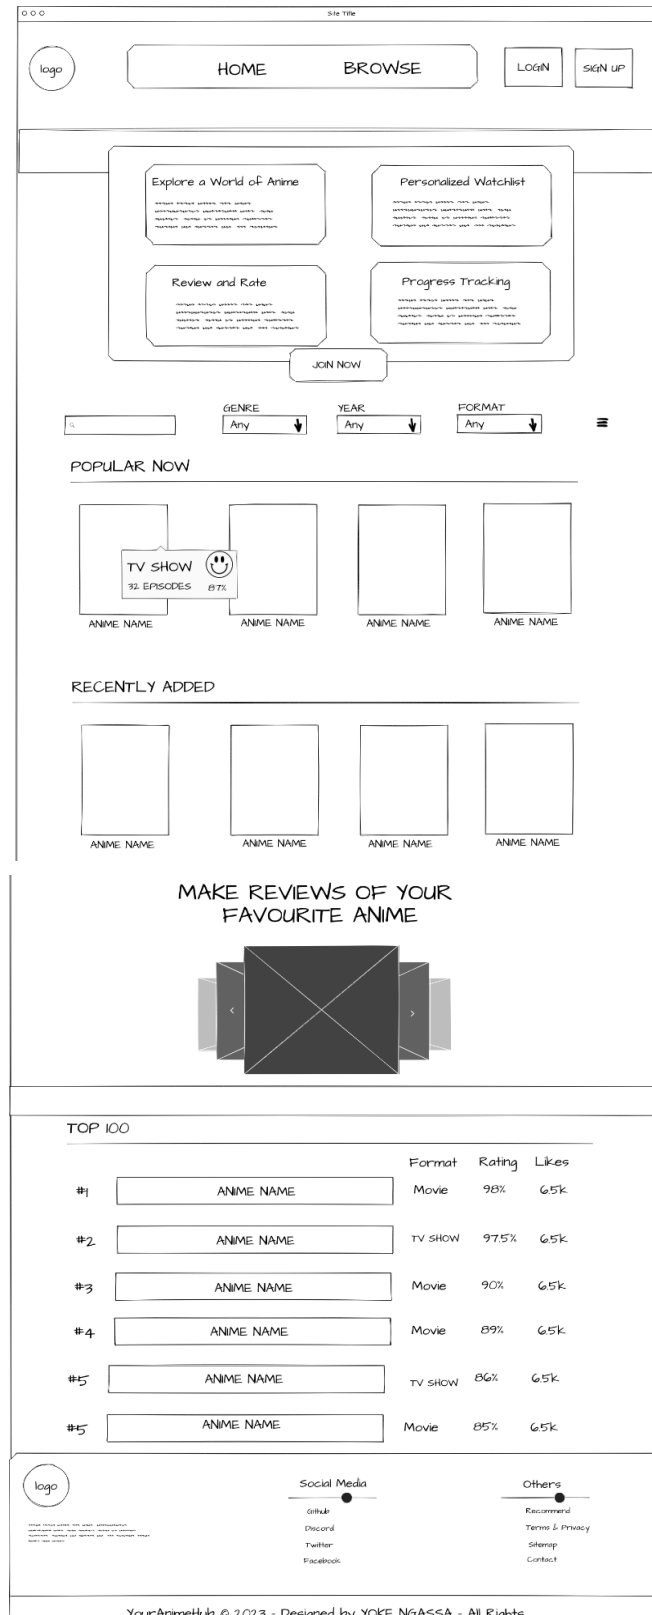 Site Title
logo
HOME BROWSE
LOGIN
SIGN UP
Explore a World of Anime
Personalized Watchlist
Review and Rate
Progress Tracking
JOIN NOW
GENRE YEAR FORMAT
Any Any Any
POPULAR NOW
TV SHOW
32 EPISODES 87%
ANIME NAME ANIME NAME ANIME NAME ANIME NAME
RECENTLY ADDED
ANIME NAME ANIME NAME ANIME NAME ANIME NAME
MAKE REVIEWS OF YOUR
FAVOURITE ANIME
TOP 100
Format Rating Likes
#1 ANIME NAME Movie 98% 6.5k
#2 ANIME NAME TV SHOW 97.5% 6.5k
#3 ANIME NAME Movie 90% 6.5k
#4 ANIME NAME Movie 89% 6.5k
#5 ANIME NAME TV SHOW 86% 6.5k
#5 ANIME NAME Movie 85% 6.5k
logo
Social Media
Github
Discord
Twitter
Facebook
Others
Recommend
Terms & Privacy
Sitemap
Contact
YourAnimeHub © 2023 - Designed by YOKE NGASSA - All Rights